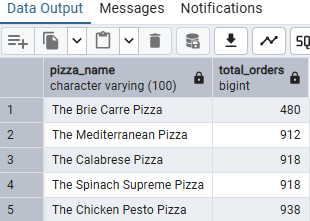 Data Output Messages Notifications
SQ
pizza_name total_orders
character varying (100) bigint
1 The Brie Carre Pizza 480
2 The Mediterranean Pizza 912
3 The Calabrese Pizza 918
4 The Spinach Supreme Pizza 918
5 The Chicken Pesto Pizza 938